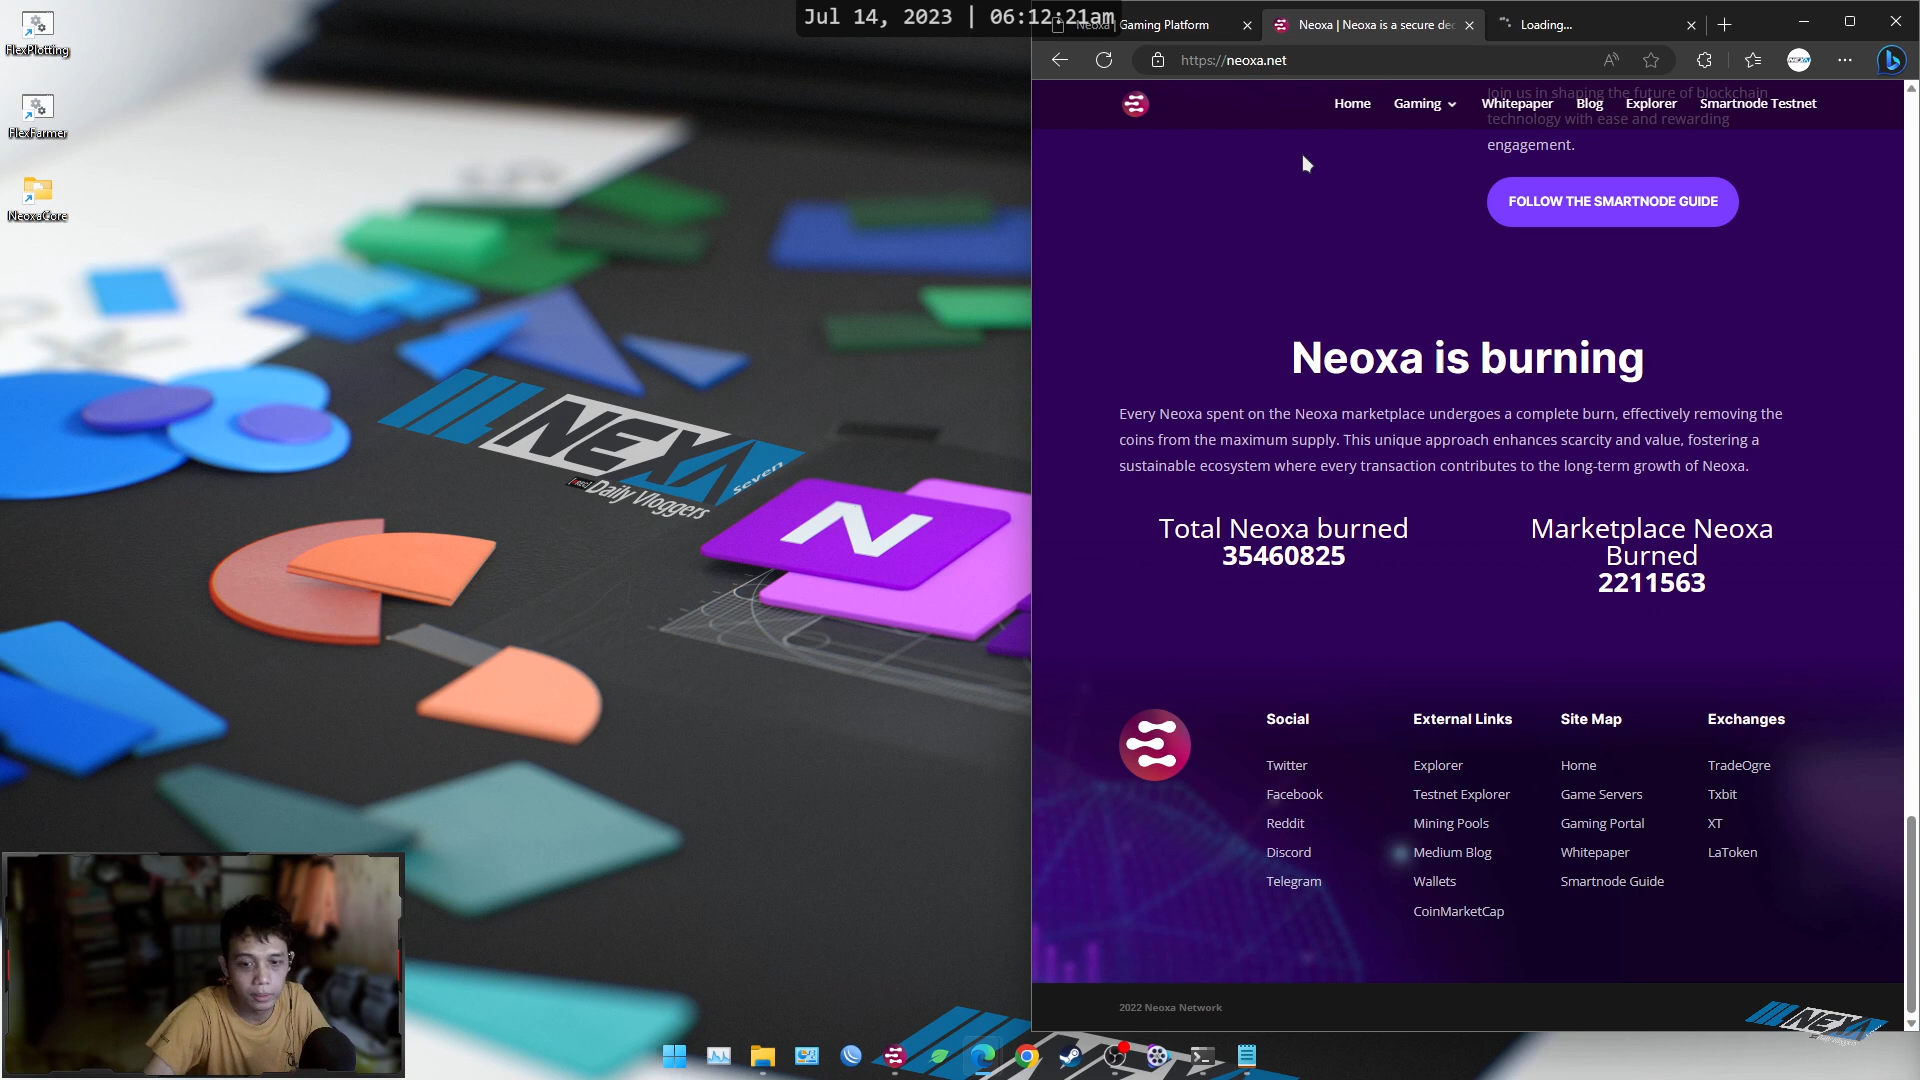 Jul 14, 2023 | 06:12:21am
FlexPlotting
FlexFarmer
NeoxaCore
NEXA
seven
[REC]
Daily Vloggers
N
Neoxa | Gaming Platform
Neoxa | Neoxa is a secure dec
Loading...
https://neoxa.net
Home
Gaming
Whitepaper
Blog
Explorer
Smartnode Testnet
Join us in shaping the future of blockchain
technology with ease and rewarding
engagement.
FOLLOW THE SMARTNODE GUIDE
Neoxa is burning
Every Neoxa spent on the Neoxa marketplace undergoes a complete burn, effectively removing the
coins from the maximum supply. This unique approach enhances scarcity and value, fostering a
sustainable ecosystem where every transaction contributes to the long-term growth of Neoxa.
Total Neoxa burned
35460825
Marketplace Neoxa
Burned
2211563
Social
Twitter
Facebook
Reddit
Discord
Telegram
External Links
Explorer
Testnet Explorer
Mining Pools
Medium Blog
Wallets
CoinMarketCap
Site Map
Home
Game Servers
Gaming Portal
Whitepaper
Smartnode Guide
Exchanges
TradeOgre
Txbit
XT
LaToken
2022 Neoxa Network
NEXA